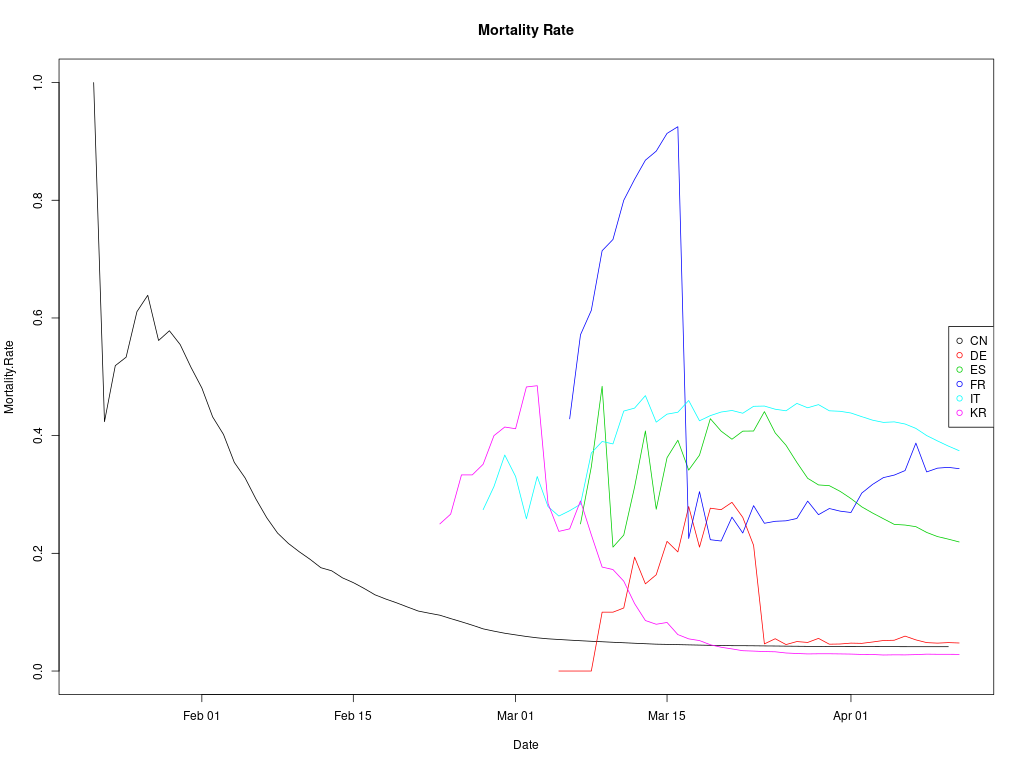 Mortality Rate
Mortality.Rate
1.0
0.8
0.6
0.4
0.2
0.0
CN
DE
ES
FR
IT
KR
Feb 01
Feb 15
Mar 01
Mar 15
Apr 01
Date